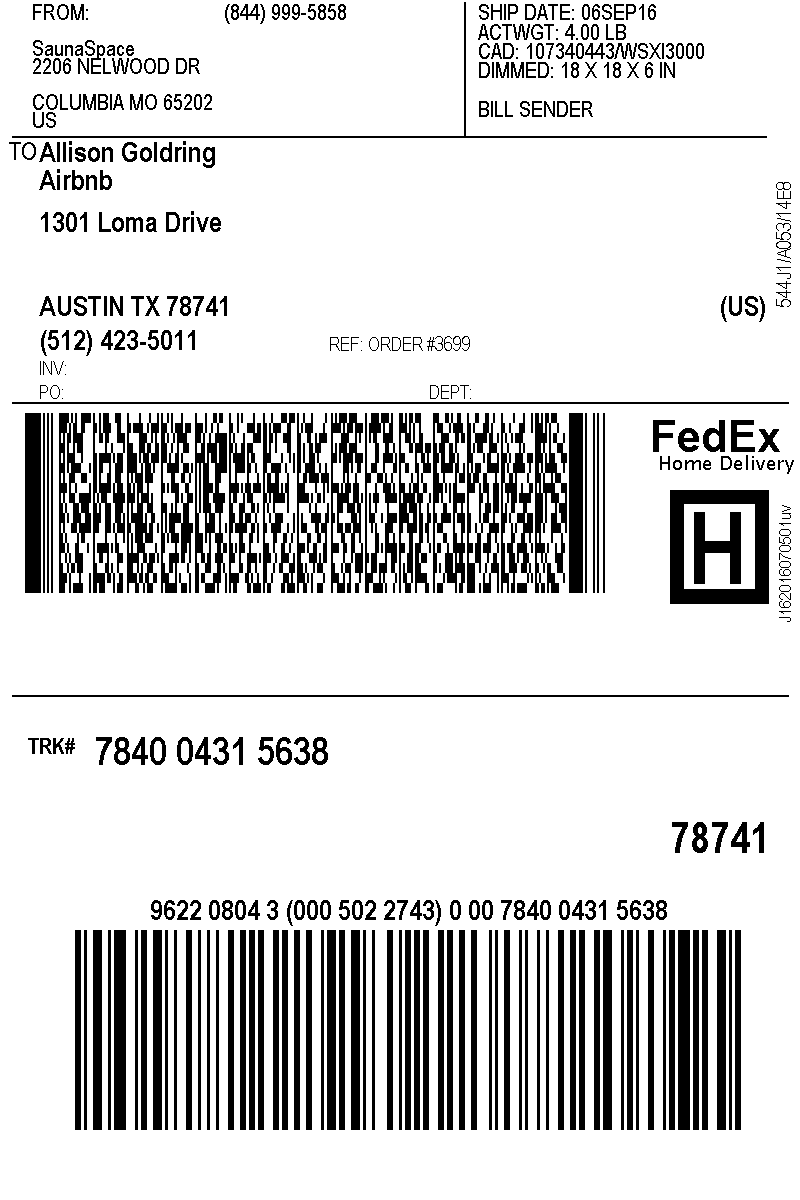 FROM: (844) 999-5858
SaunaSpace
2206 NELWOOD DR
COLUMBIA MO 65202
US
SHIP DATE: 06SEP16
ACTWGT: 4.00 LB
CAD: 107340443/WSXI3000
DIMMED: 18 X 18 X 6 IN
BILL SENDER
TO Allison Goldring
Airbnb
1301 Loma Drive
AUSTIN TX 78741 (US)
(512) 423-5011 REF: ORDER #3699
INV:
PO: DEPT:
544J1/A053/14E8
FedEx
Home Delivery
H
J162016070501uv
TRK# 7840 0431 5638
78741
9622 0804 3 (000 502 2743) 0 00 7840 0431 5638